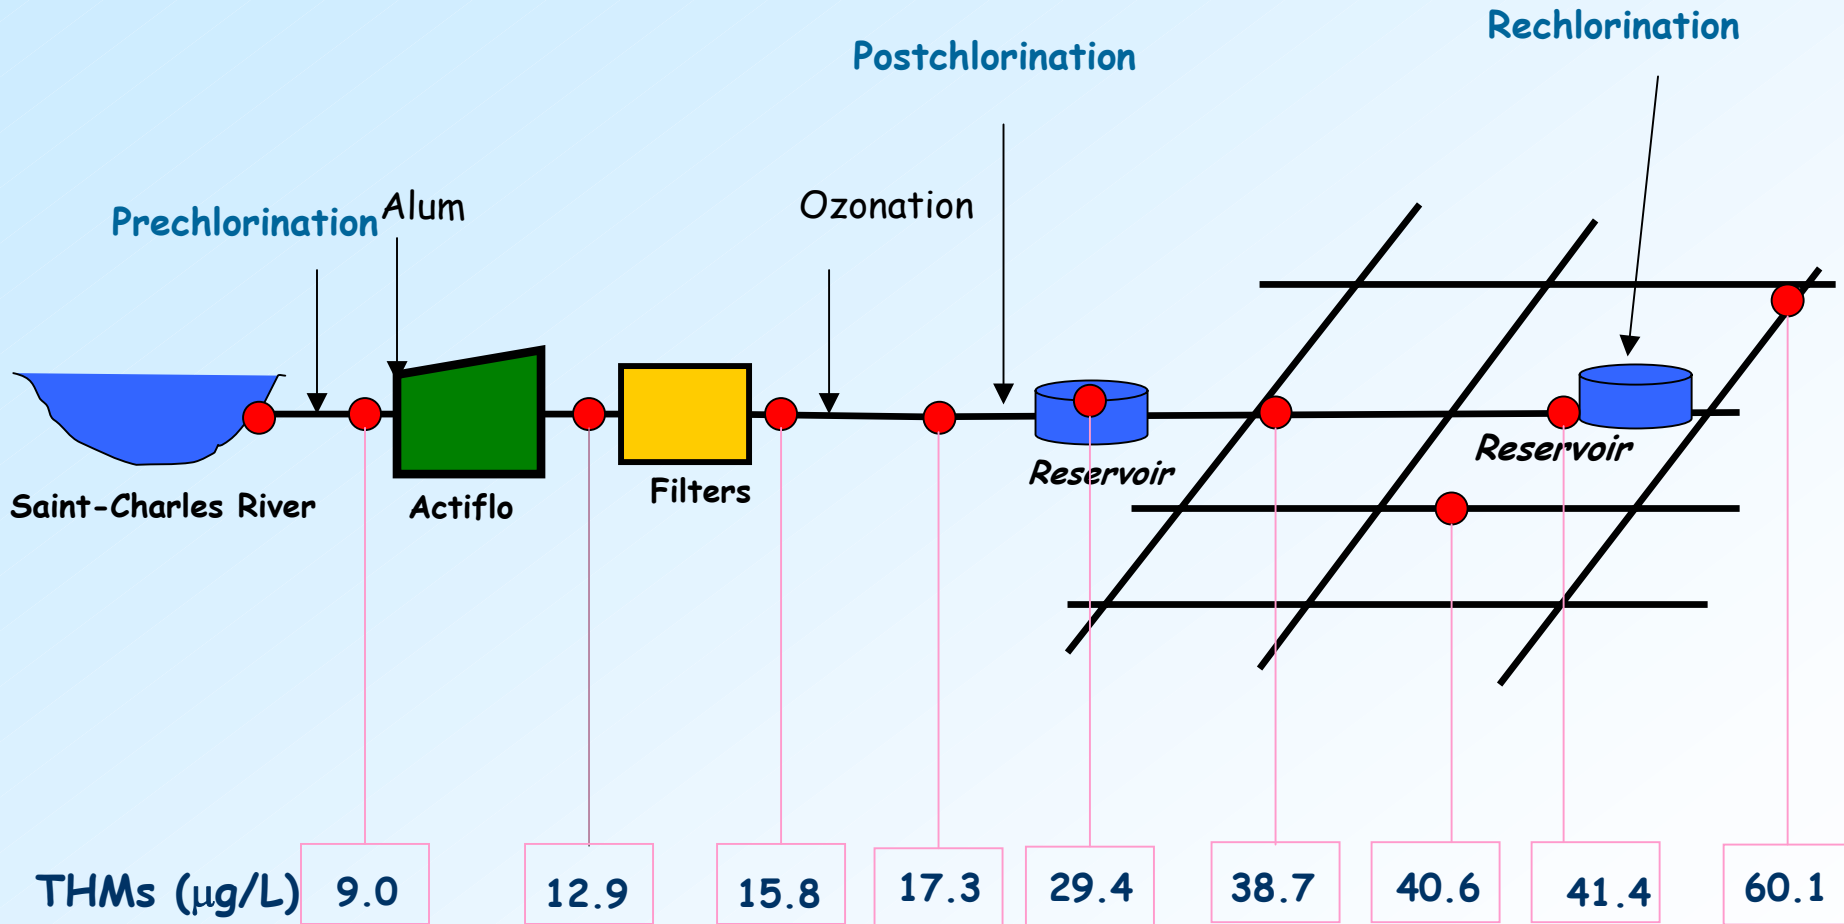 Rechlorination
Postchlorination
Prechlorination
Alum
Ozonation
Reservoir
Reservoir
Saint-Charles River
Actiflo
Filters
THMs (µg/L)
9.0
12.9
15.8
17.3
29.4
38.7
40.6
41.4
60.1